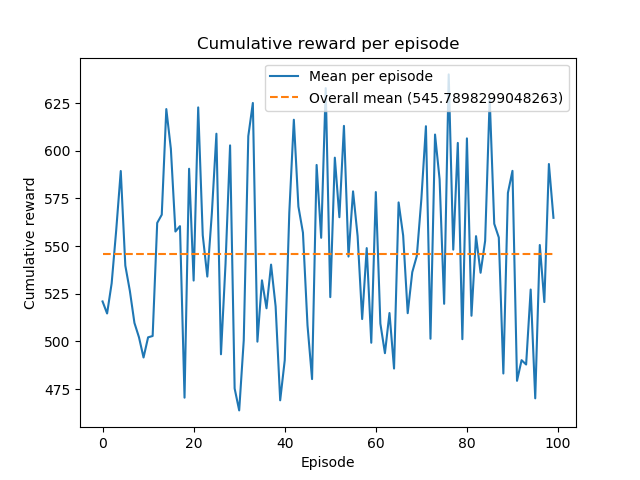 Cumulative reward per episode
Mean per episode
Overall mean (545.7898299048263)
Cumulative reward
625
600
575
550
525
500
475
0 20 40 60 80 100
Episode